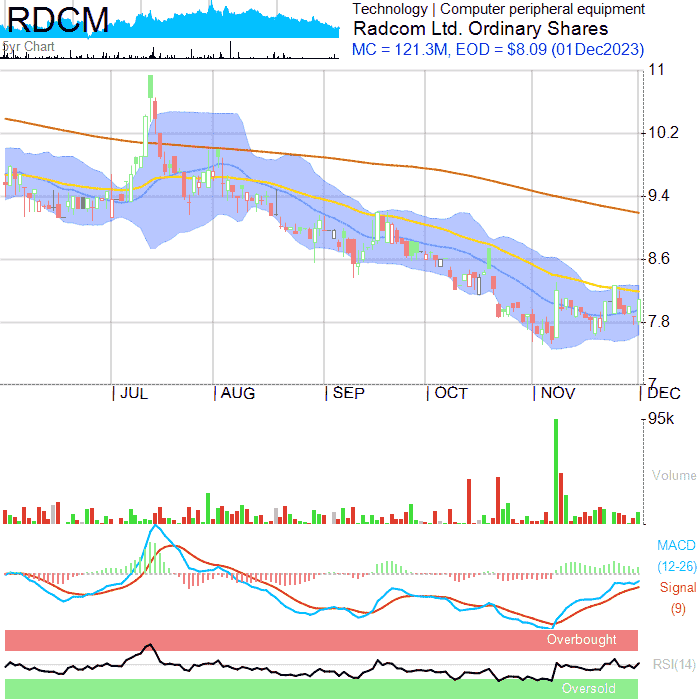 RDCM
5yr Chart
Technology | Computer peripheral equipment
Radcom Ltd. Ordinary Shares
MC = 121.3M, EOD = $8.09 (01Dec2023)
11
10.2
9.4
8.6
7.8
7
JUL AUG SEP OCT NOV DEC
95k
Volume
MACD
(12-26)
Signal
(9)
Overbought
RSI(14)
Oversold